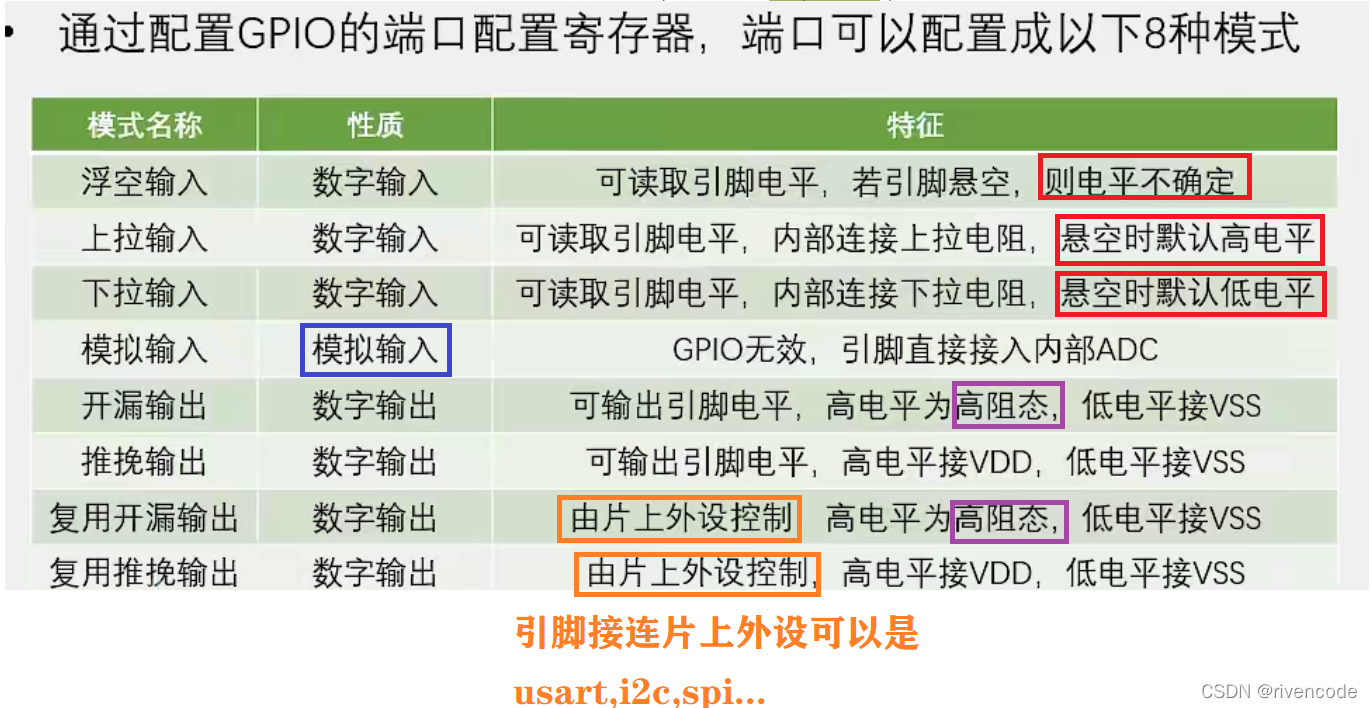 • 通过配置GPIO的端口配置寄存器，端口可以配置成以下8种模式
模式名称 性质 特征
浮空输入 数字输入 可读取引脚电平，若引脚悬空，则电平不确定
上拉输入 数字输入 可读取引脚电平，内部连接上拉电阻，悬空时默认高电平
下拉输入 数字输入 可读取引脚电平，内部连接下拉电阻，悬空时默认低电平
模拟输入 模拟输入 GPIO无效，引脚直接接入内部ADC
开漏输出 数字输出 可输出引脚电平，高电平为高阻态，低电平接VSS
推挽输出 数字输出 可输出引脚电平，高电平接VDD，低电平接VSS
复用开漏输出 数字输出 由片上外设控制 高电平为高阻态，低电平接VSS
复用推挽输出 数字输出 由片上外设控制，高电平接VDD，低电平接VSS
引脚接连片上外设可以是
usart,i2c,spi...
CSDN @rivencode